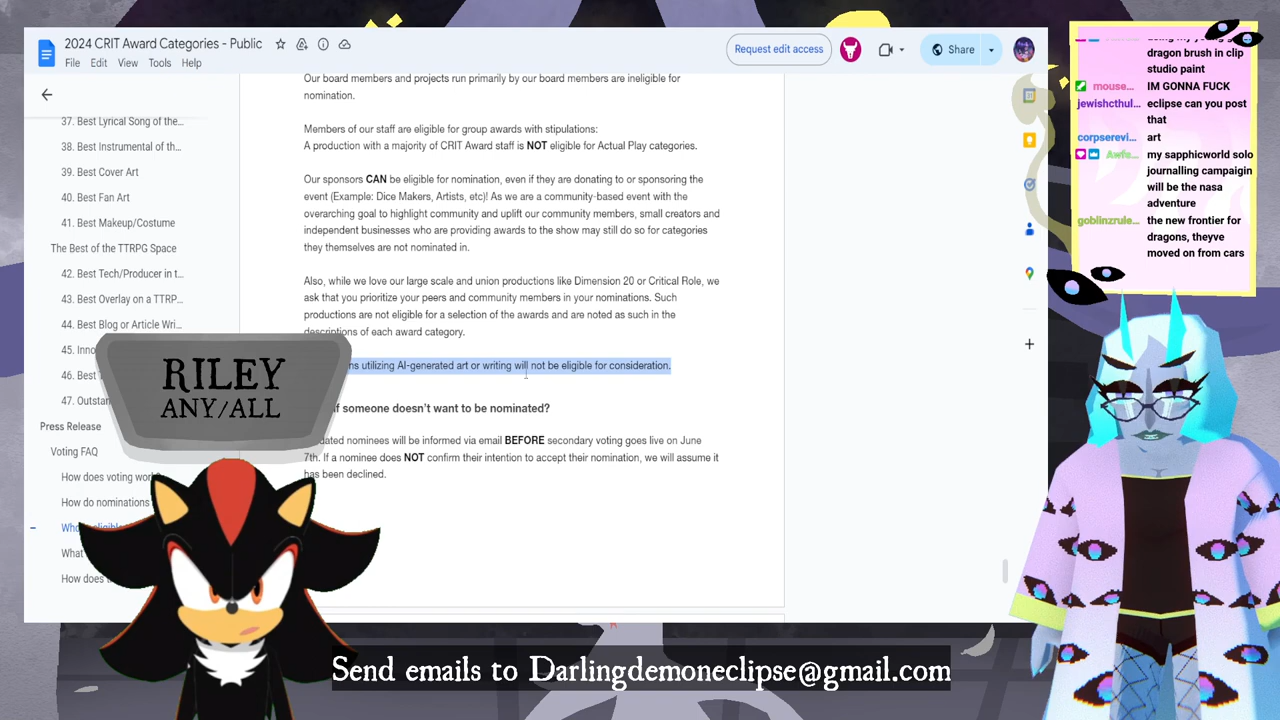 2024 CRIT Award Categories - Public
File Edit View Tools Help
Request edit access
Share
37. Best Lyrical Song of the...
38. Best Instrumental of th...
39. Best Cover Art
40. Best Fan Art
41. Best Makeup/Costume
The Best of the TTRPG Space
42. Best Tech/Producer in t...
43. Best Overlay on a TTRP...
44. Best Blog or Article Wri...
45. Inno
46. Best
47. Outstan
Press Release
Voting FAQ
How does voting wor
How do nominations
Who eligible
What
How does
Our board members and projects run primarily by our board members are ineligible for
nomination.
Members of our staff are eligible for group awards with stipulations:
A production with a majority of CRIT Award staff is NOT eligible for Actual Play categories.
Our sponsors CAN be eligible for nomination, even if they are donating to or sponsoring the
event (Example: Dice Makers, Artists, etc)! As we are a community-based event with the
overarching goal to highlight community and uplift our community members, small creators and
independent businesses who are providing awards to the show may still do so for categories
they themselves are not nominated in.
Also, while we love our large scale and union productions like Dimension 20 or Critical Role, we
ask that you prioritize your peers and community members in your nominations. Such
productions are not eligible for a selection of the awards and are noted as such in the
descriptions of each award category.
ns utilizing AI-generated art or writing will not be eligible for consideration.
if someone doesn't want to be nominated?
dated nominees will be informed via email BEFORE secondary voting goes live on June
7th. If a nominee does NOT confirm their intention to accept their nomination, we will assume it
has been declined.
RILEY
ANY/ALL
dragon brush in clip
studio paint
mouse... IM GONNA FUCK
jewishcthul... eclipse can you post
that
corpserevi... art
Awfe... my sapphicworld solo
journalling campaigin
will be the nasa
adventure
goblinzrule... the new frontier for
dragons, theyve
moved on from cars
Send emails to Darlingdemoneclipse@gmail.com